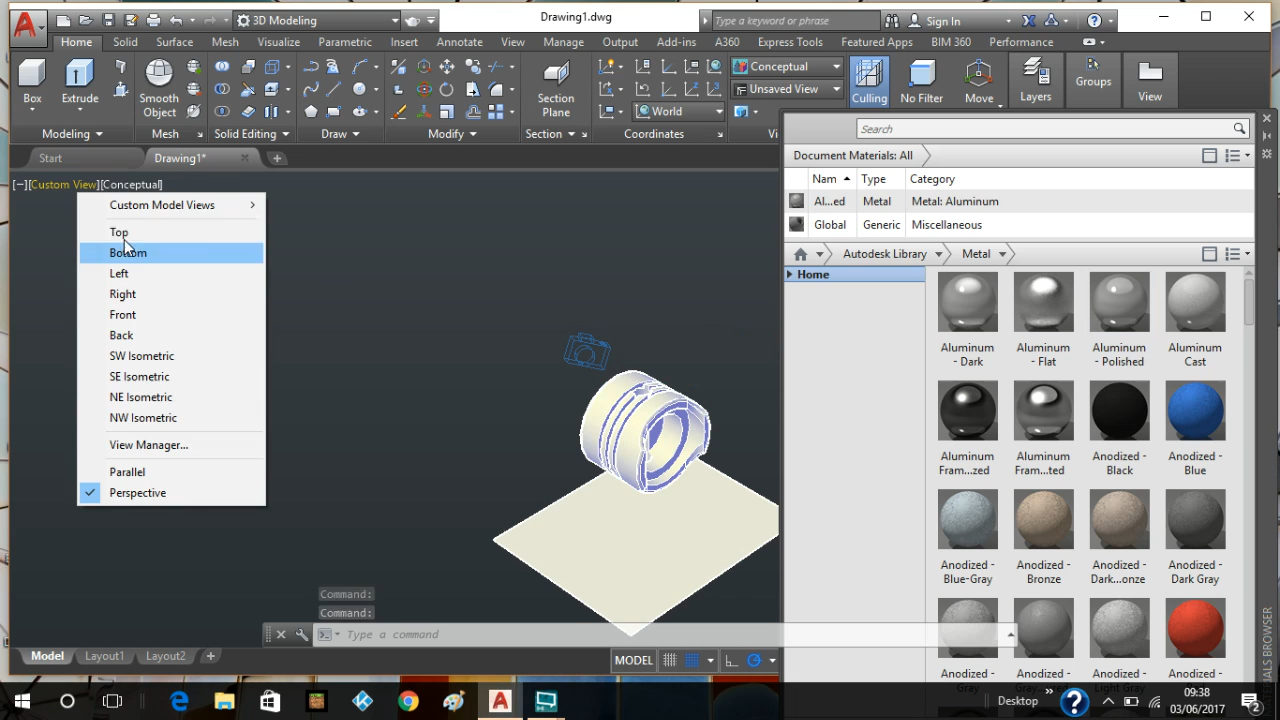 3D Modeling
Drawing1.dwg
Type a keyword or phrase
Sign In
Home Solid Surface Mesh Visualize Parametric Insert Annotate View Manage Output Add-ins A360 Express Tools Featured Apps BIM 360 Performance
Box
Extrude
Smooth
Object
Section
Plane
World
Conceptual
Unsaved View
Culling
No Filter
Move
Layers
Groups
View
Modeling
Mesh
Solid Editing
Draw
Modify
Section
Coordinates
Start
Drawing1*
[−][Custom View][Conceptual]
Custom Model Views
Top
Bottom
Left
Right
Front
Back
SW Isometric
SE Isometric
NE Isometric
NW Isometric
View Manager...
Parallel
Perspective
Search
Document Materials: All
Nam Type Category
Al...ed Metal Metal: Aluminum
Global Generic Miscellaneous
Autodesk Library Metal
Home
Aluminum
- Dark
Aluminum
- Flat
Aluminum
- Polished
Aluminum
Cast
Aluminum
Fram...zed
Aluminum
Fram...ted
Anodized -
Black
Anodized -
Blue
Anodized -
Blue-Gray
Anodized -
Bronze
Anodized -
Dark...onze
Anodized -
Dark Gray
Anodized -
Gray
Anodized -
Anodized -
Light Gray
Anodized -
Red
Command:
Command:
Type a command
Model Layout1 Layout2
MODEL
Desktop
09:38
03/06/2017
2